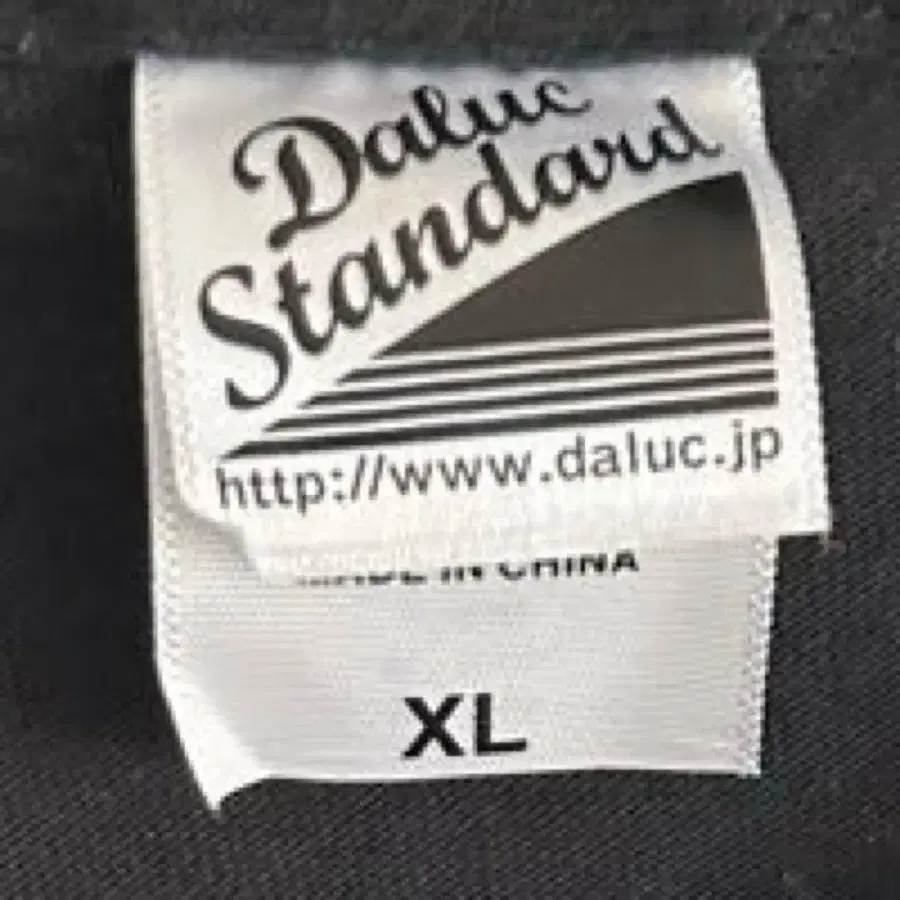 Daluc
Standard
http://www.daluc.jp
MADE IN CHINA
XL